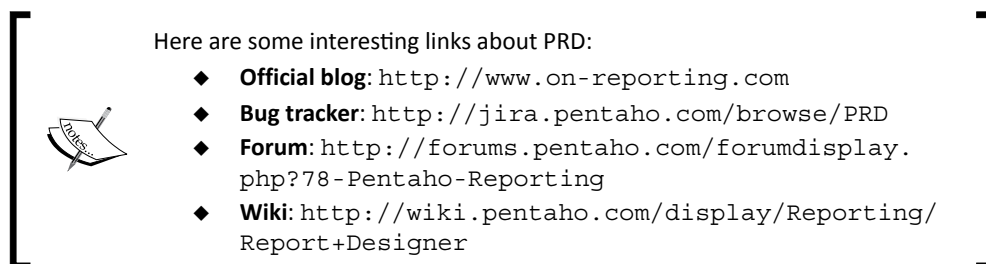 Here are some interesting links about PRD:
◆ Official blog: http://www.on-reporting.com
◆ Bug tracker: http://jira.pentaho.com/browse/PRD
◆ Forum: http://forums.pentaho.com/forumdisplay.
php?78-Pentaho-Reporting
◆ Wiki: http://wiki.pentaho.com/display/Reporting/
Report+Designer
notes...